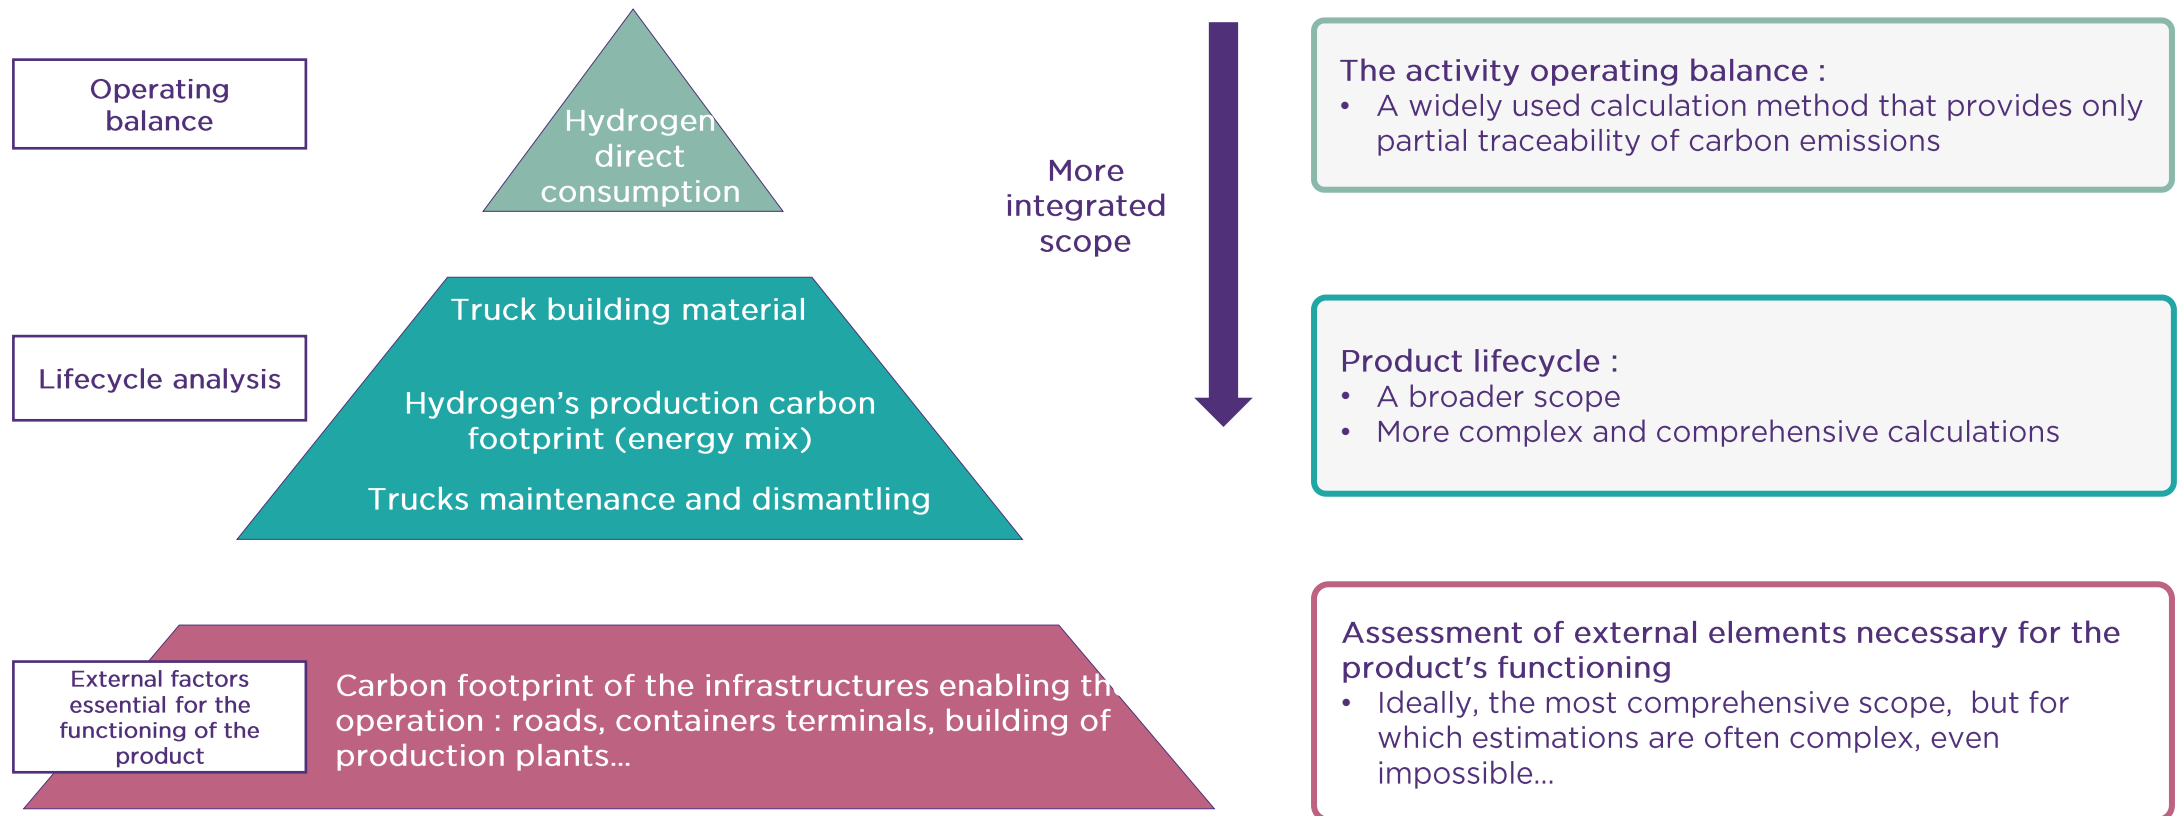 Operating
balance
Hydrogen
direct
consumption
More
integrated
scope
The activity operating balance :
• A widely used calculation method that provides only
partial traceability of carbon emissions
Lifecycle analysis
Truck building material
Hydrogen’s production carbon
footprint (energy mix)
Trucks maintenance and dismantling
Product lifecycle :
• A broader scope
• More complex and comprehensive calculations
External factors
essential for the
functioning of the
product
Carbon footprint of the infrastructures enabling the
operation : roads, containers terminals, building of
production plants...
Assessment of external elements necessary for the
product's functioning
• Ideally, the most comprehensive scope,  but for
which estimations are often complex, even
impossible...